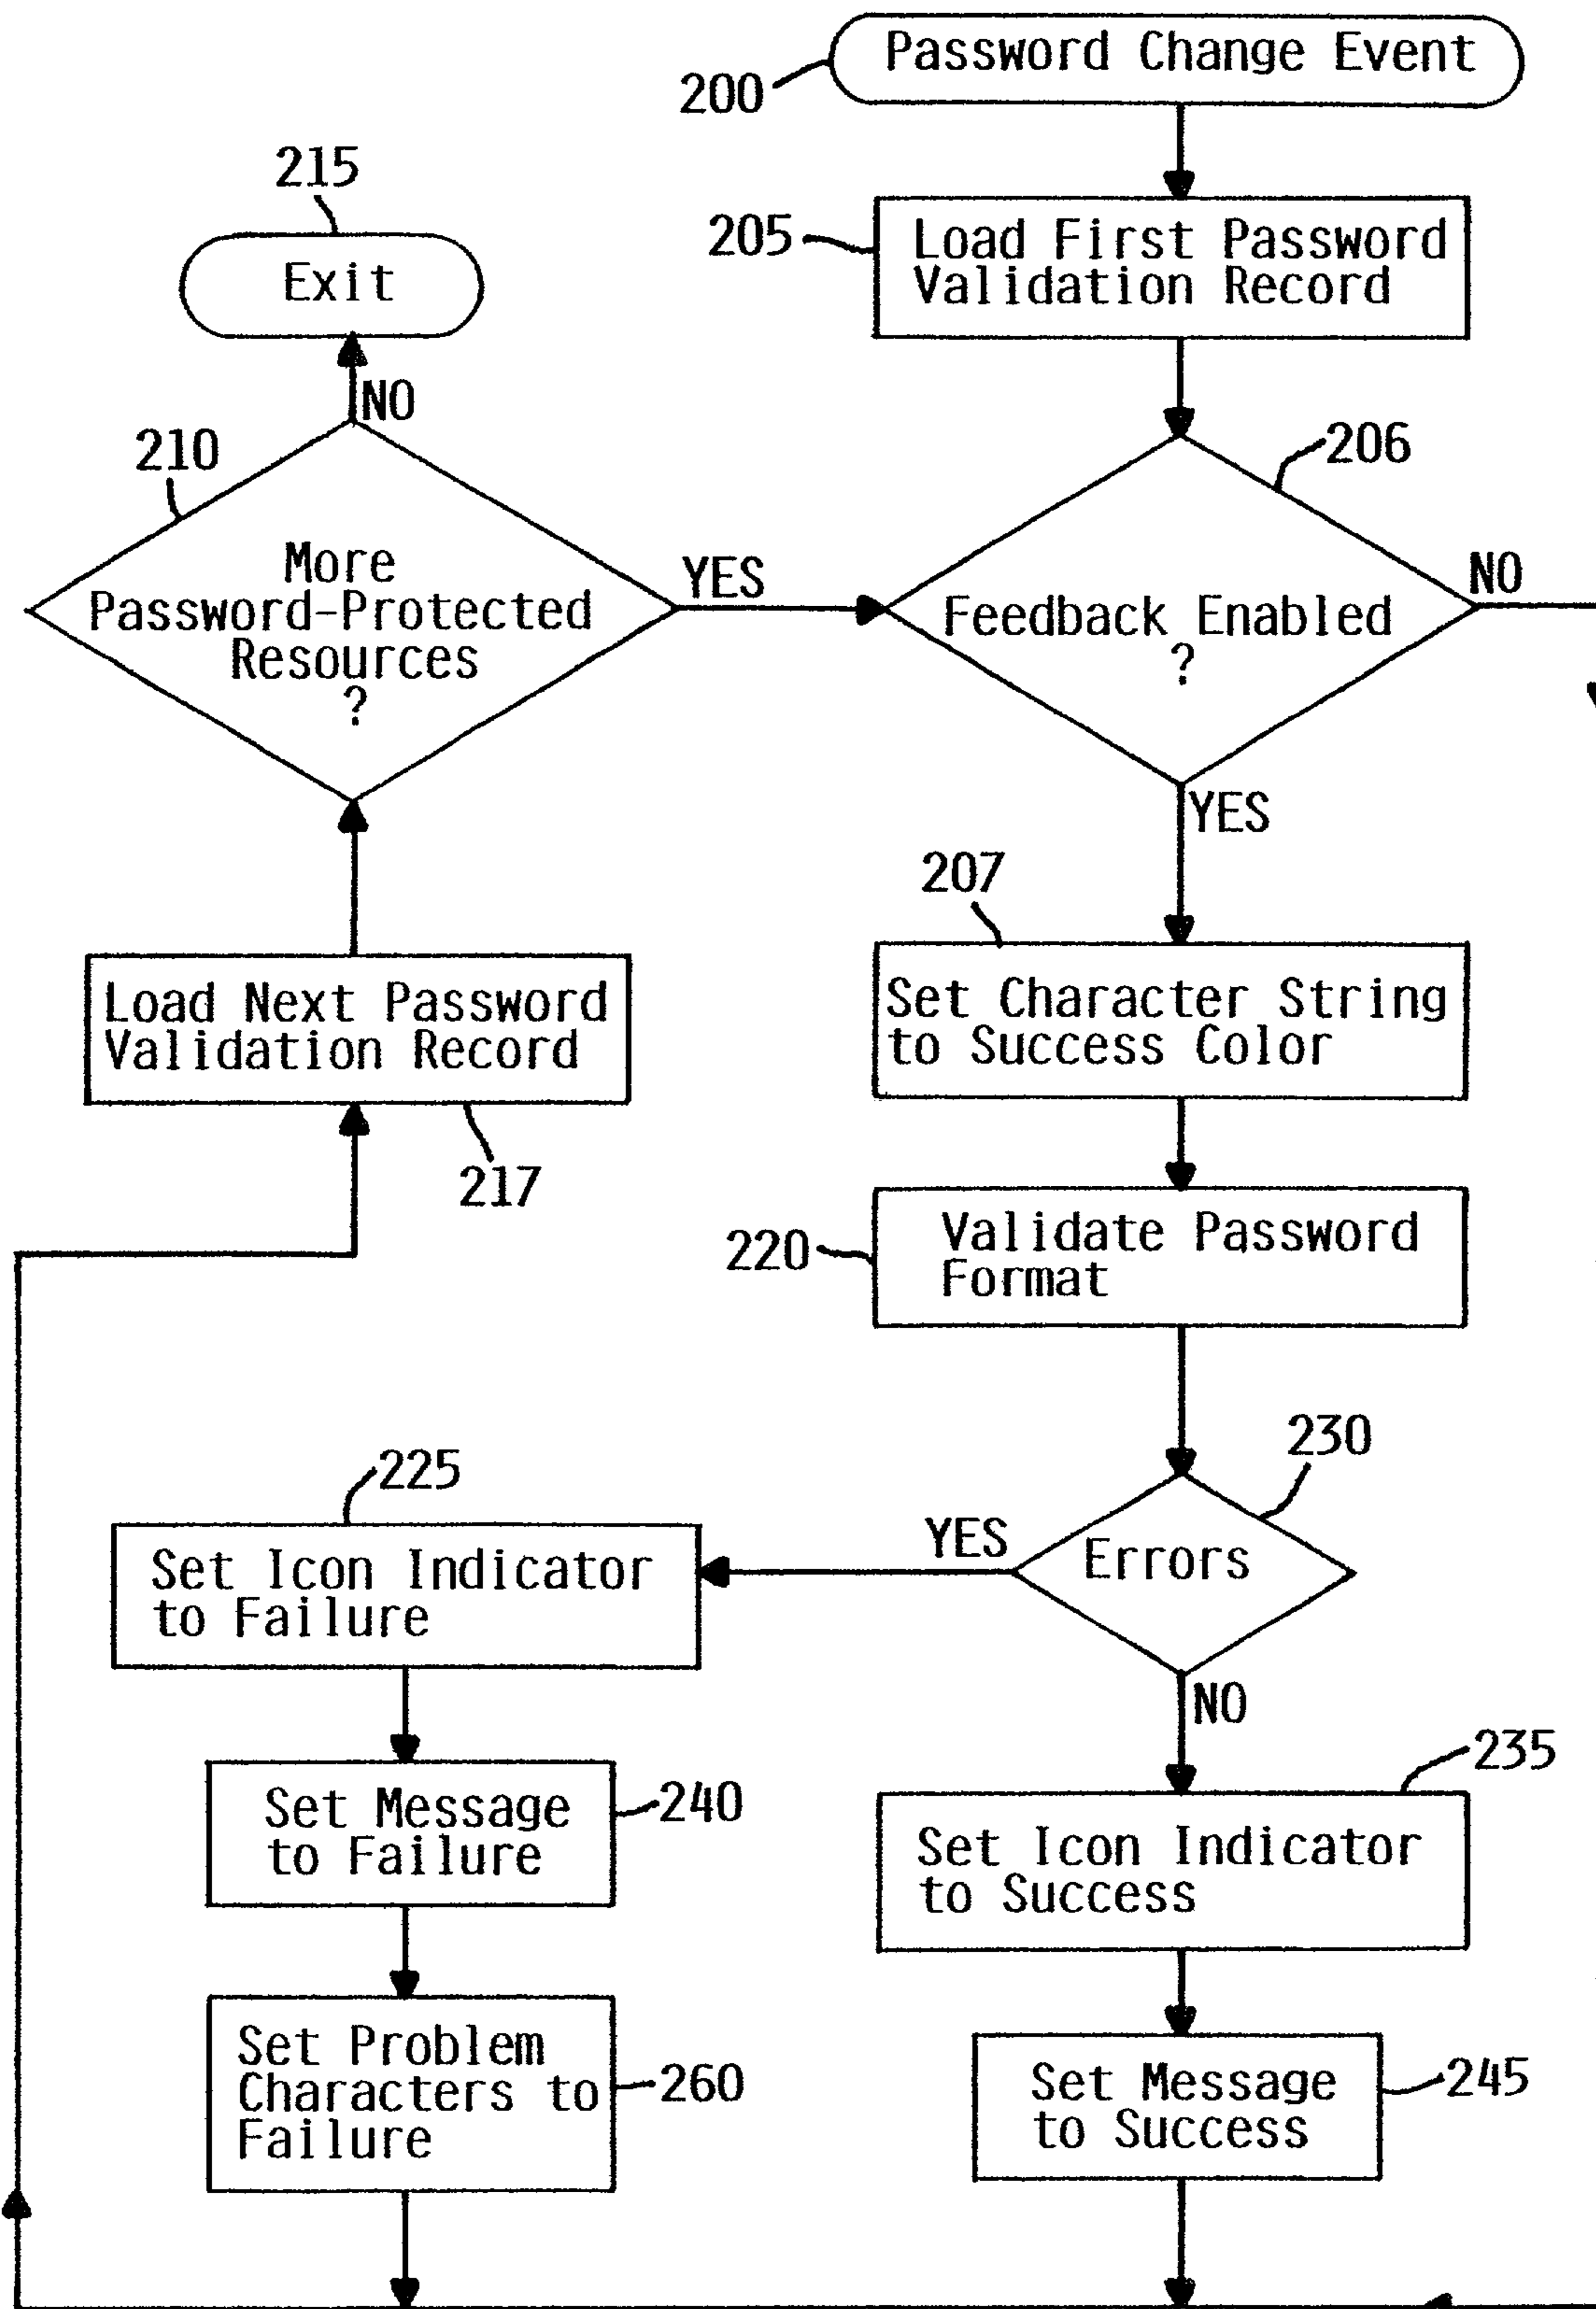 Password Change Event
200
215
Exit
205
Load First Password
Validation Record
NO
210
206
More
Password-Protected
Resources
?
YES
Feedback Enabled
?
NO
YES
207
Load Next Password
Validation Record
217
Set Character String
to Success Color
220
Validate Password
Format
230
225
Set Icon Indicator
to Failure
YES
Errors
NO
235
Set Message
to Failure
240
Set Icon Indicator
to Success
Set Problem
Characters to
Failure
260
Set Message
to Success
245